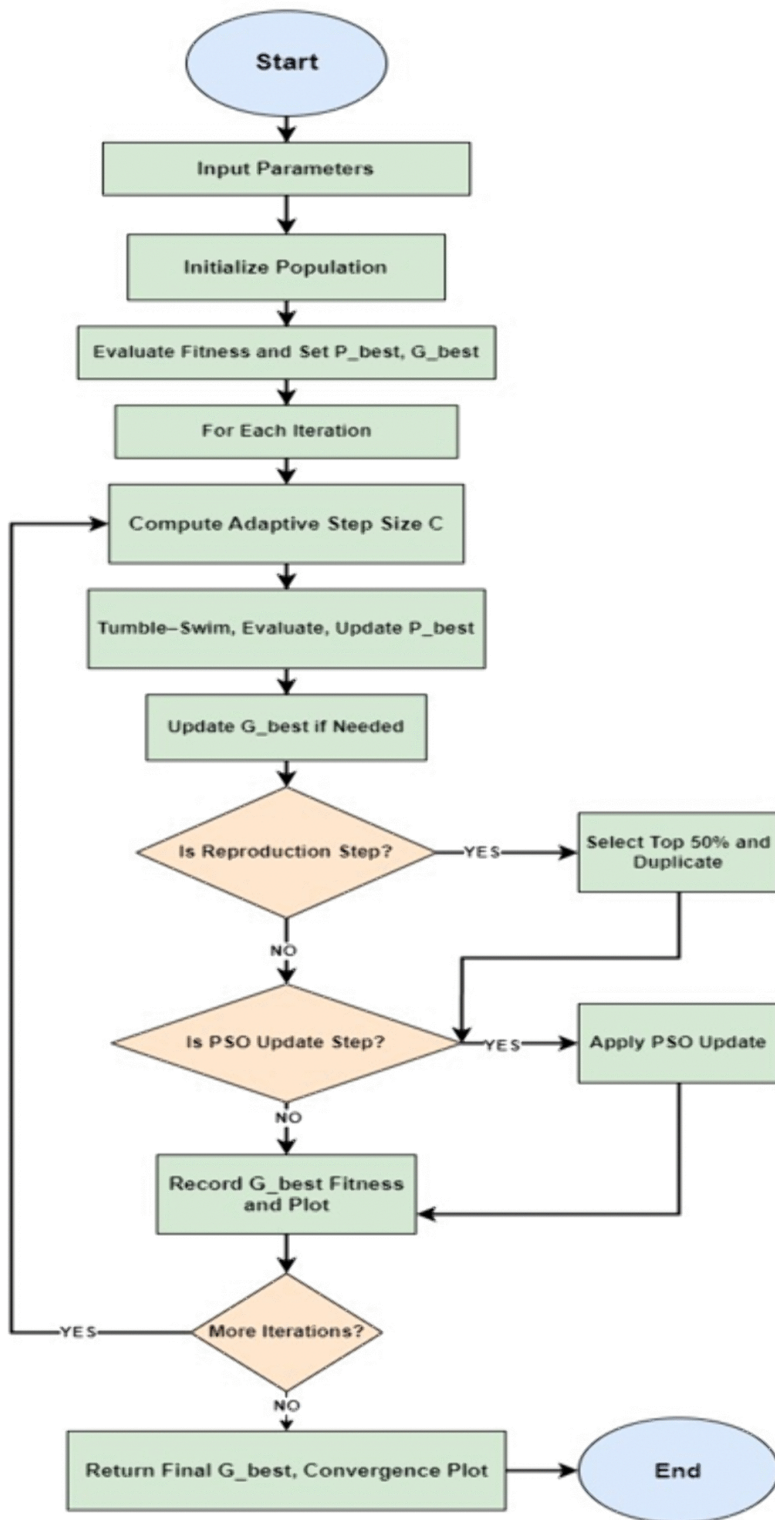 Start
Input Parameters
Initialize Population
Evaluate Fitness and Set P_best, G_best
For Each Iteration
Compute Adaptive Step Size C
Tumble–Swim, Evaluate, Update P_best
Update G_best if Needed
Is Reproduction Step?
YES
Select Top 50% and
Duplicate
NO
Is PSO Update Step?
YES
Apply PSO Update
NO
Record G_best Fitness
and Plot
More Iterations?
YES
NO
Return Final G_best, Convergence Plot
End